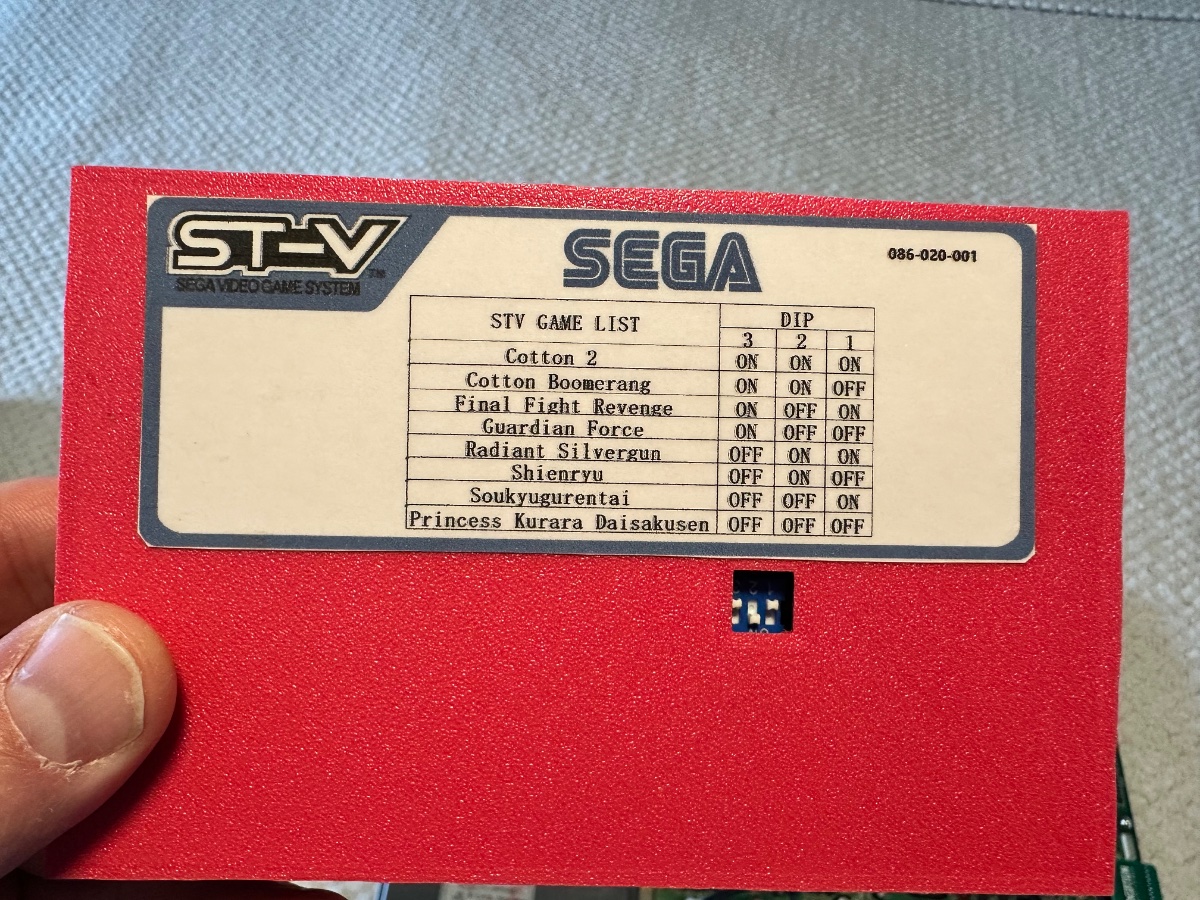 ST-V
TM
SEGA VIDEO GAME SYSTEM
SEGA
086-020-001
STV GAME LIST DIP
3 2 1
Cotton 2 ON ON ON
Cotton Boomerang ON ON OFF
Final Fight Revenge ON OFF ON
Guardian Force ON OFF OFF
Radiant Silvergun OFF ON ON
Shienryu OFF ON OFF
Soukyugurentai OFF OFF ON
Princess Kurara Daisakusen OFF OFF OFF